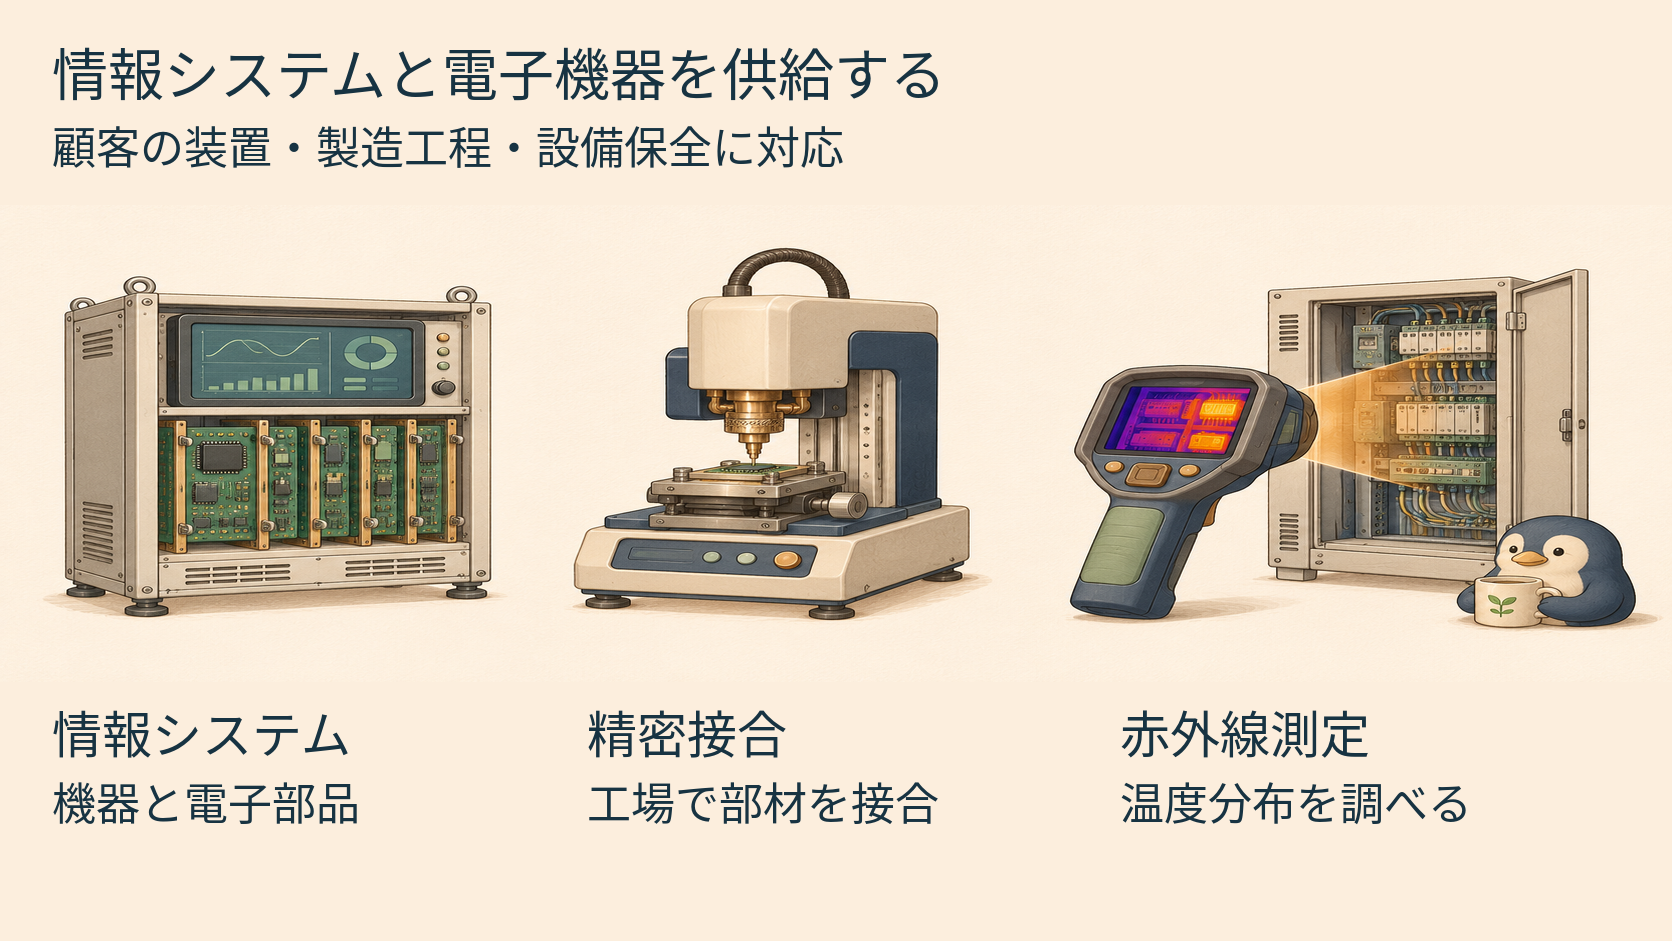 情報システムと電子機器を供給する
顧客の装置・製造工程・設備保全に対応
情報システム
機器と電子部品
精密接合
工場で部材を接合
赤外線測定
温度分布を調べる